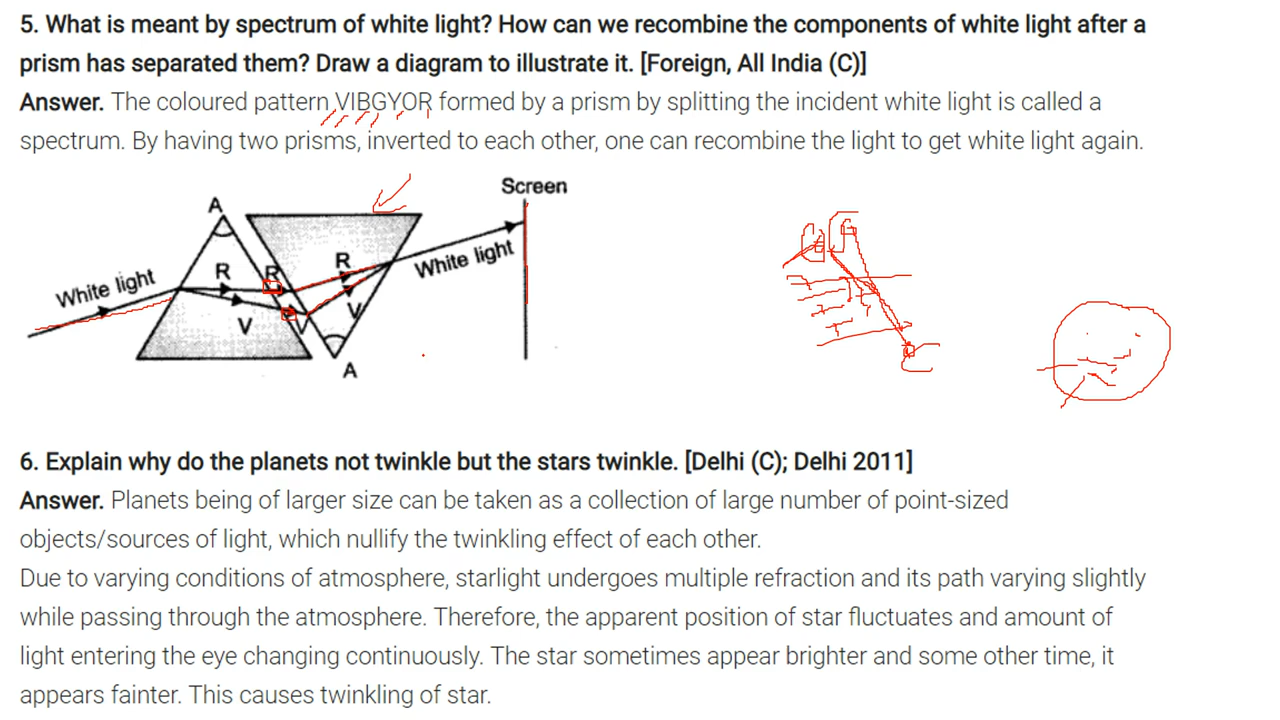 5. What is meant by spectrum of white light? How can we recombine the components of white light after a
prism has separated them? Draw a diagram to illustrate it. [Foreign, All India (C)]
Answer. The coloured pattern VIBGYOR formed by a prism by splitting the incident white light is called a
spectrum. By having two prisms, inverted to each other, one can recombine the light to get white light again.
Screen
A
R
R
R
White light
White light
V
V
V
A
6. Explain why do the planets not twinkle but the stars twinkle. [Delhi (C); Delhi 2011]
Answer. Planets being of larger size can be taken as a collection of large number of point-sized
objects/sources of light, which nullify the twinkling effect of each other.
Due to varying conditions of atmosphere, starlight undergoes multiple refraction and its path varying slightly
while passing through the atmosphere. Therefore, the apparent position of star fluctuates and amount of
light entering the eye changing continuously. The star sometimes appear brighter and some other time, it
appears fainter. This causes twinkling of star.